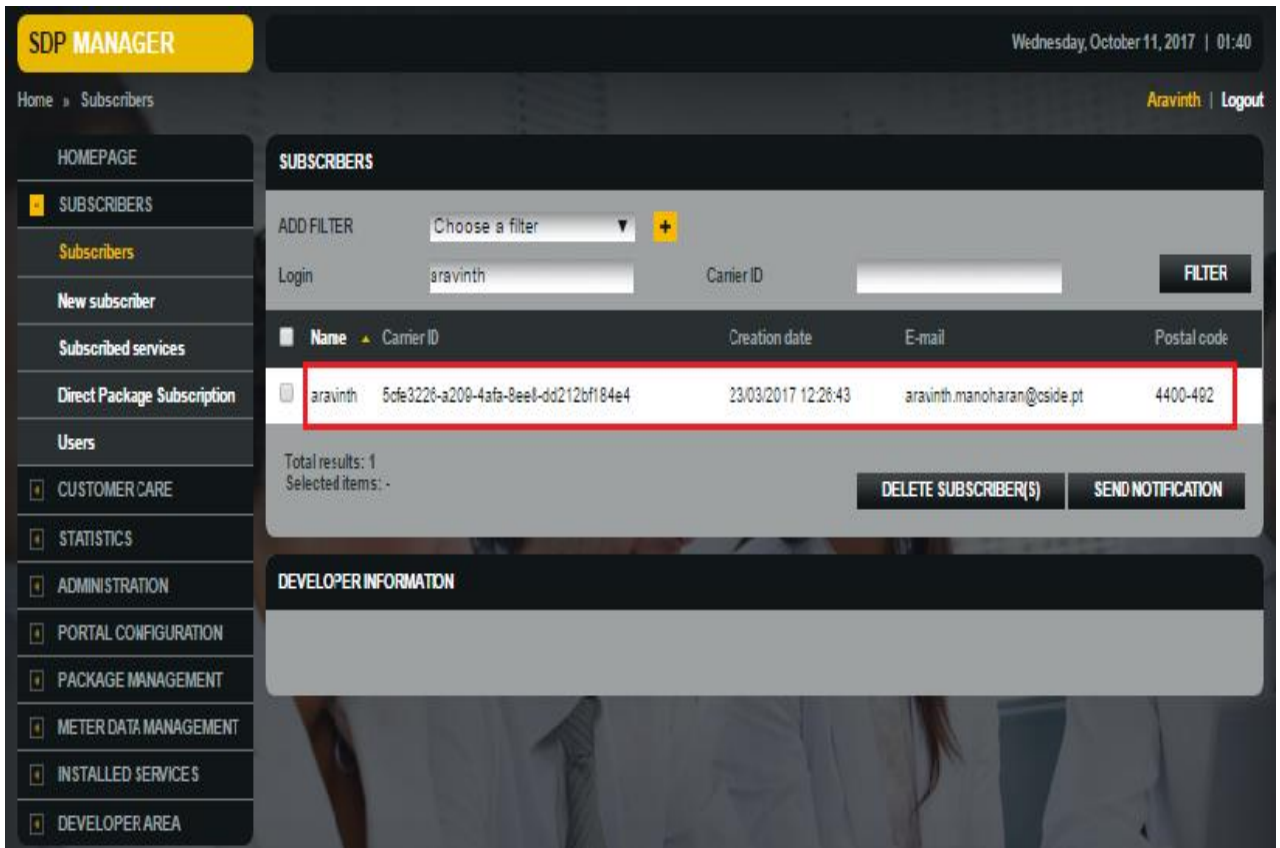 SDP MANAGER
Wednesday, October 11, 2017 | 01:40
Home » Subscribers
Aravinth | Logout
HOMEPAGE
SUBSCRIBERS
Subscribers
New subscriber
Subscribed services
Direct Package Subscription
Users
CUSTOMER CARE
STATISTICS
ADMINISTRATION
PORTAL CONFIGURATION
PACKAGE MANAGEMENT
METER DATA MANAGEMENT
INSTALLED SERVICES
DEVELOPER AREA
SUBSCRIBERS
ADD FILTER Choose a filter ▼ +
Login aravinth Carrier ID FILTER
Name ▲ Carrier ID Creation date E-mail Postal code
aravinth 5cfe3226-a209-4afa-8ee8-dd212bf184e4 23/03/2017 12:26:43 aravinth.manoharan@cside.pt 4400-492
Total results: 1
Selected items: -
DELETE SUBSCRIBER(S) SEND NOTIFICATION
DEVELOPER INFORMATION